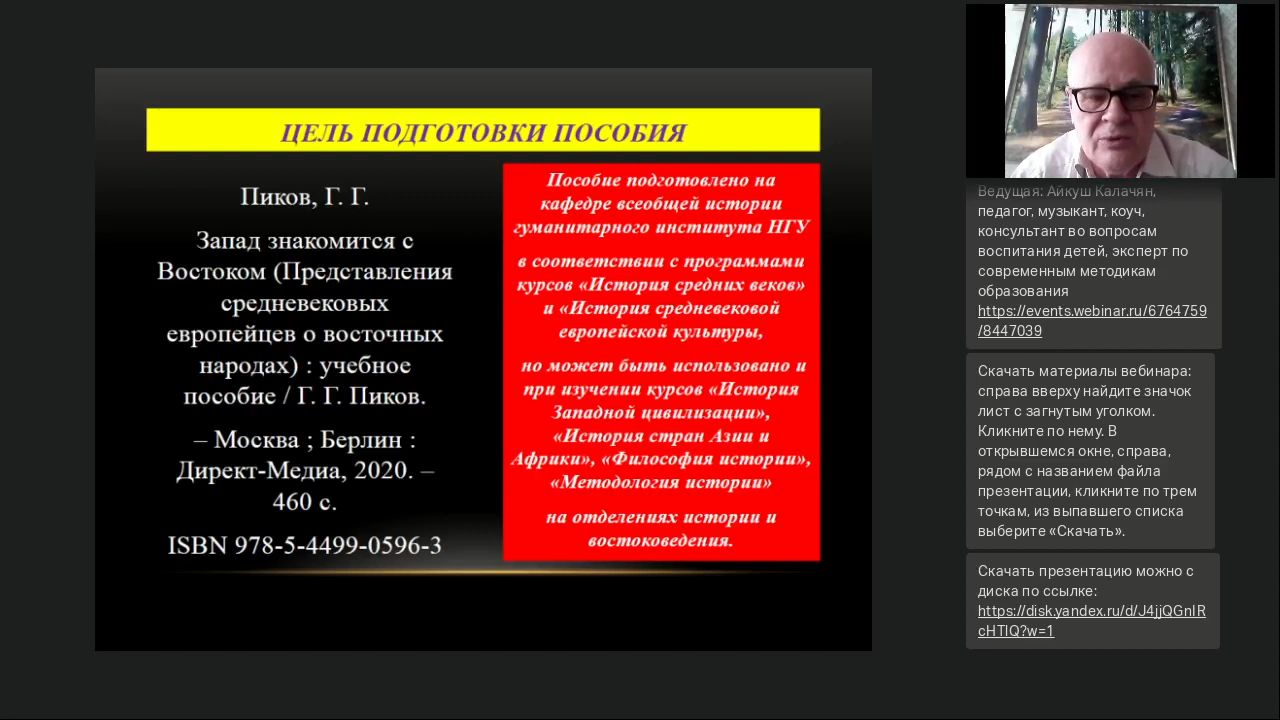 ЦЕЛЬ ПОДГОТОВКИ ПОСОБИЯ
Пиков, Г. Г.
Запад знакомится с
Востоком (Представления
средневековых
европейцев о восточных
народах) : учебное
пособие / Г. Г. Пиков.
– Москва ; Берлин :
Директ-Медиа, 2020. –
460 с.
ISBN 978-5-4499-0596-3
Пособие подготовлено на
кафедре всеобщей истории
гуманитарного института НГУ
в соответствии с программами
курсов «История средних веков»
и «История средневековой
европейской культуры,
но может быть использовано и
при изучении курсов «История
Западной цивилизации»,
«История стран Азии и
Африки», «Философия истории»,
«Методология истории»
на отделениях истории и
востоковедения.
Ведущая: Айкуш Калачян,
педагог, музыкант, коуч,
консультант во вопросам
воспитания детей, эксперт по
современным методикам
образования
https://events.webinar.ru/6764759
/8447039
Скачать материалы вебинара:
справа вверху найдите значок
лист с загнутым уголком.
Кликните по нему. В
открывшемся окне, справа,
рядом с названием файла
презентации, кликните по трем
точкам, из выпавшего списка
выберите «Скачать».
Скачать презентацию можно с
диска по ссылке:
https://disk.yandex.ru/d/J4jjQGnIR
cHTlQ?w=1